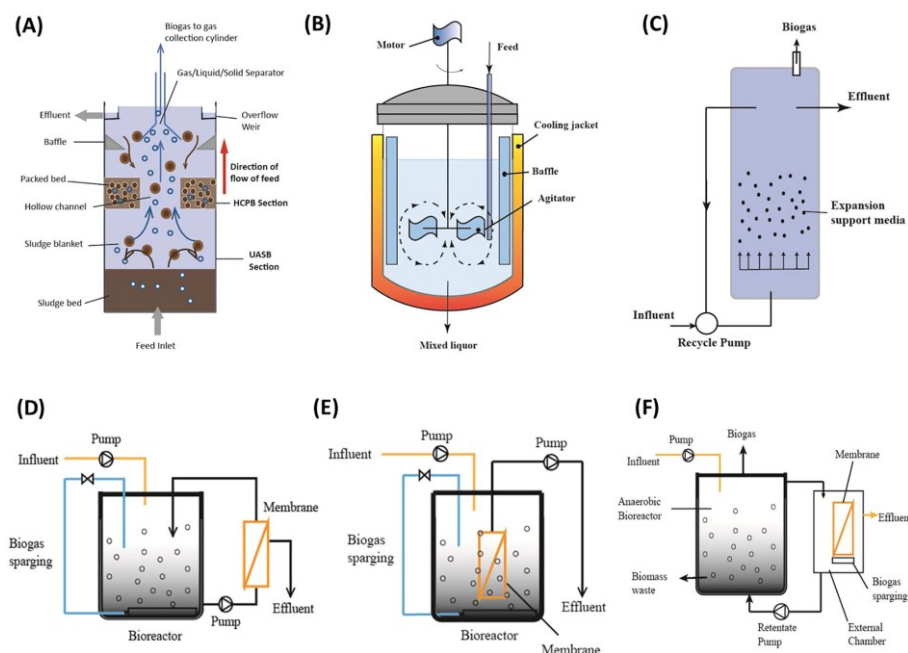 (A)
Biogas to gas
collection cylinder
Gas/Liquid/Solid Separator
Effluent
Overflow
Weir
Baffle
Direction
of flow of feed
Packed bed
HCPB Section
Hollow channel
Sludge blanket
UASB
Section
Sludge bed
Feed Inlet
(B)
Motor
Feed
Cooling jacket
Baffle
Agitator
Mixed liquor
(C)
Biogas
Effluent
Expansion
support media
Influent
Recycle Pump
(D)
Pump
Influent
Membrane
Biogas
sparging
Pump
Effluent
Bioreactor
(E)
Pump
Influent
Pump
Biogas
sparging
Effluent
Bioreactor
Membrane
(F)
Pump
Biogas
Membrane
Influent
Anaerobic
Bioreactor
Effluent
Biomass
waste
Biogas
sparging
Retentate
Pump
External
Chamber